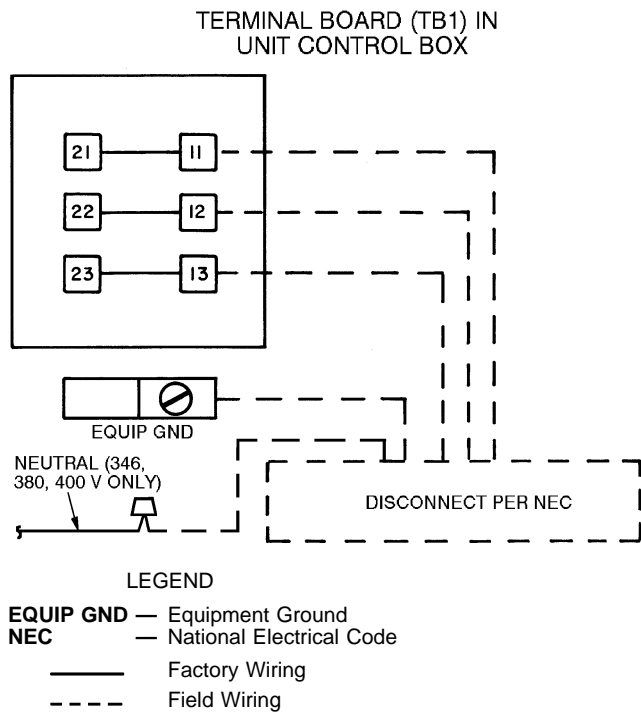 TERMINAL BOARD (TB1) IN
UNIT CONTROL BOX
21 11
22 12
23 13
EQUIP GND
NEUTRAL (346,
380, 400 V ONLY)
DISCONNECT PER NEC
LEGEND
EQUIP GND — Equipment Ground
NEC — National Electrical Code
Factory Wiring
Field Wiring